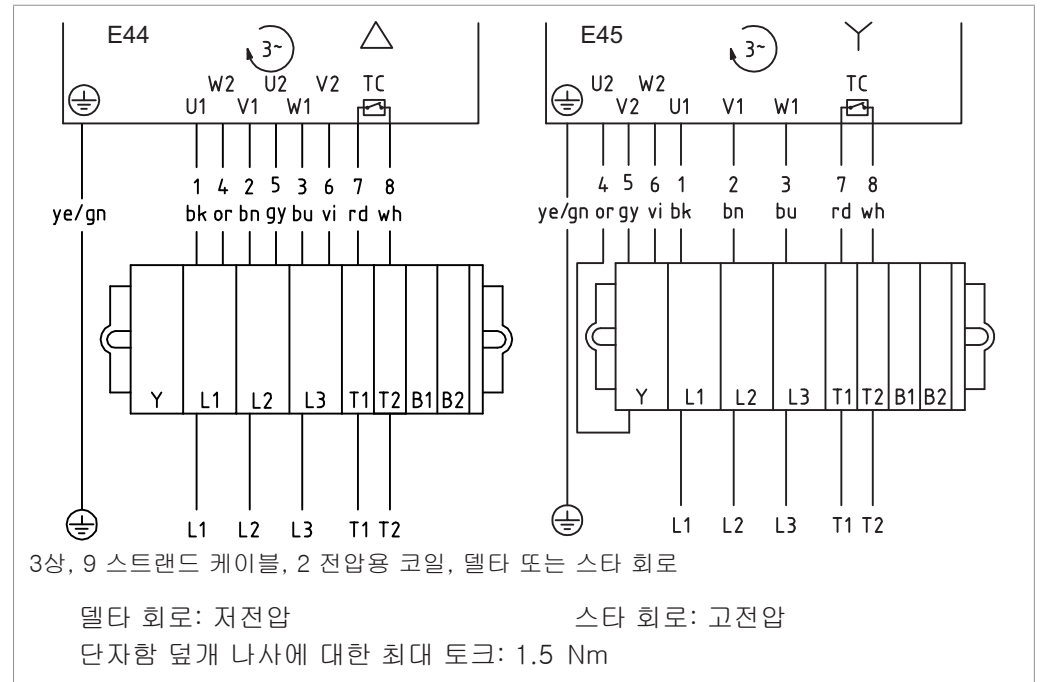 E44 3~ E45 3~
W2 U2 V2 TC U2 W2 TC
U1 V1 W1 V2 U1 V1 W1
1 4 2 5 3 6 7 8 4 5 6 1 2 3 7 8
ye/gn bk or bn gy bu vi rd wh ye/gn or gy vi bk bn bu rd wh
Y L1 L2 L3 T1 T2 B1 B2 Y L1 L2 L3 T1 T2 B1 B2
L1 L2 L3 T1 T2 L1 L2 L3 T1 T2
3상, 9 스트랜드 케이블, 2 전압용 코일, 델타 또는 스타 회로
델타 회로: 저전압 스타 회로: 고전압
단자함 덮개 나사에 대한 최대 토크: 1.5 Nm